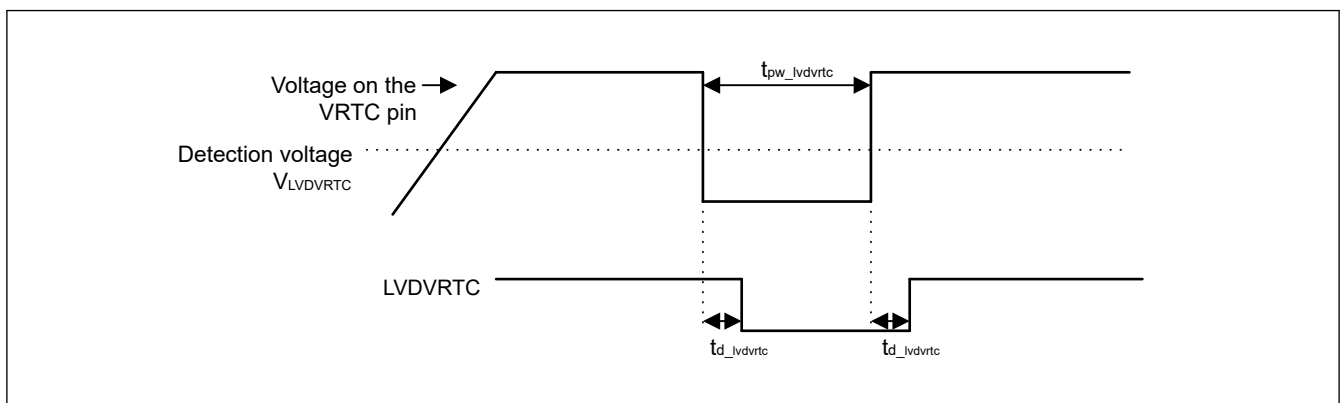 Voltage on the
VRTC pin
tpw_lvdvrtc
Detection voltage
VLVDVRTC
LVDVRTC
td_lvdvrtc
td_lvdvrtc